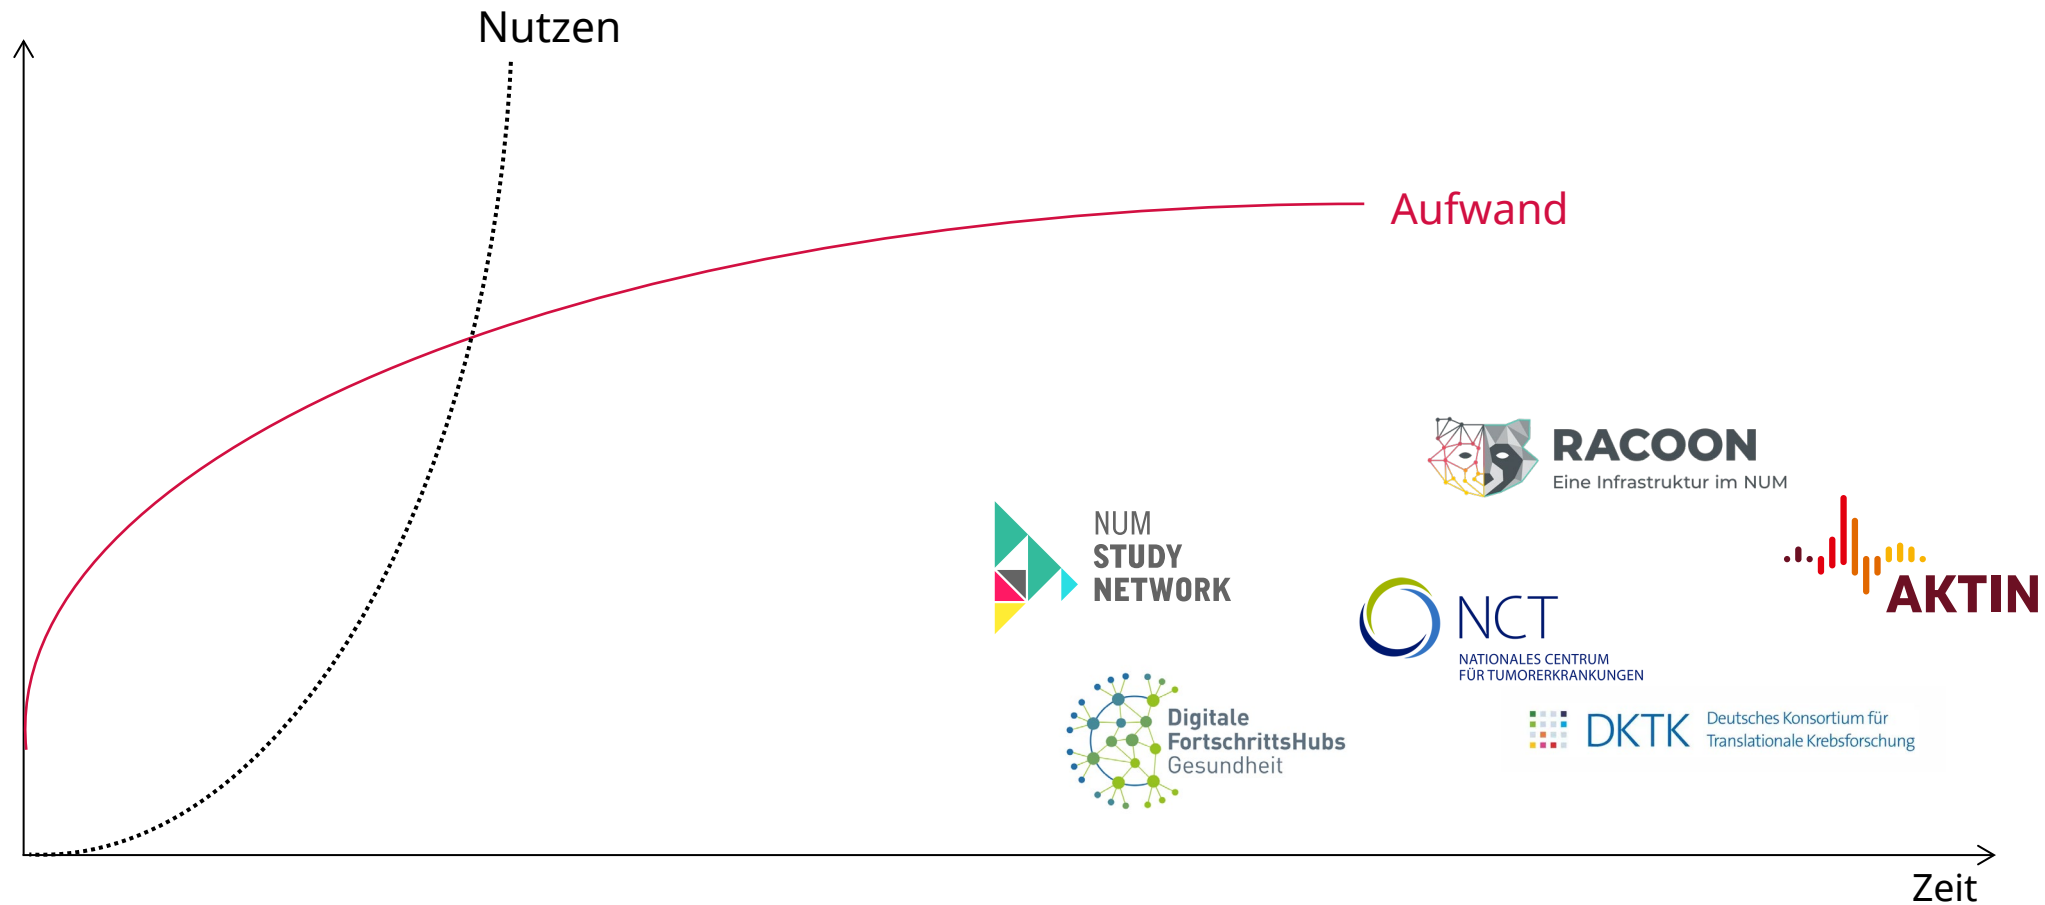 Nutzen
Aufwand
RACOON
Eine Infrastruktur im NUM
NUM
STUDY
NETWORK
AKTIN
NCT
NATIONALES CENTRUM
FÜR TUMORERKRANKUNGEN
Digitale
FortschrittsHubs
Gesundheit
DKTK
Deutsches Konsortium für
Translationale Krebsforschung
Zeit